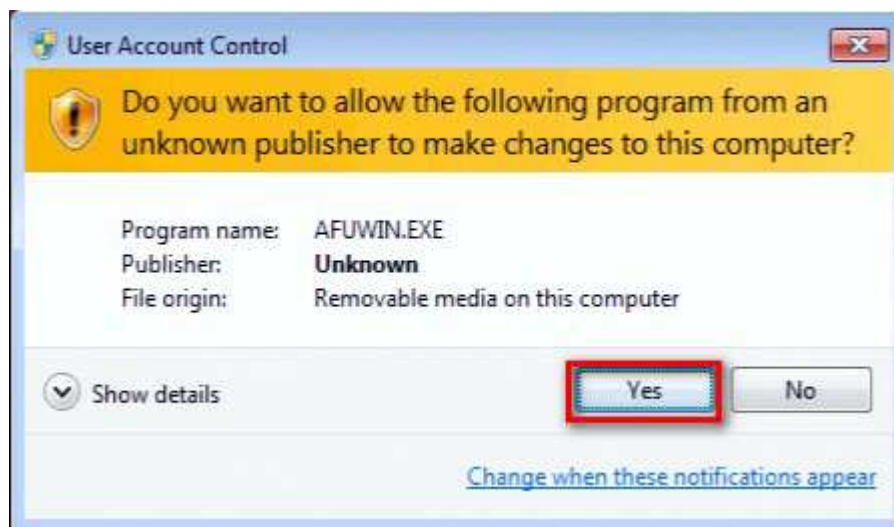 User Account Control
Do you want to allow the following program from an
unknown publisher to make changes to this computer?
Program name: AFUWIN.EXE
Publisher: Unknown
File origin: Removable media on this computer
Show details Yes No
Change when these notifications appear